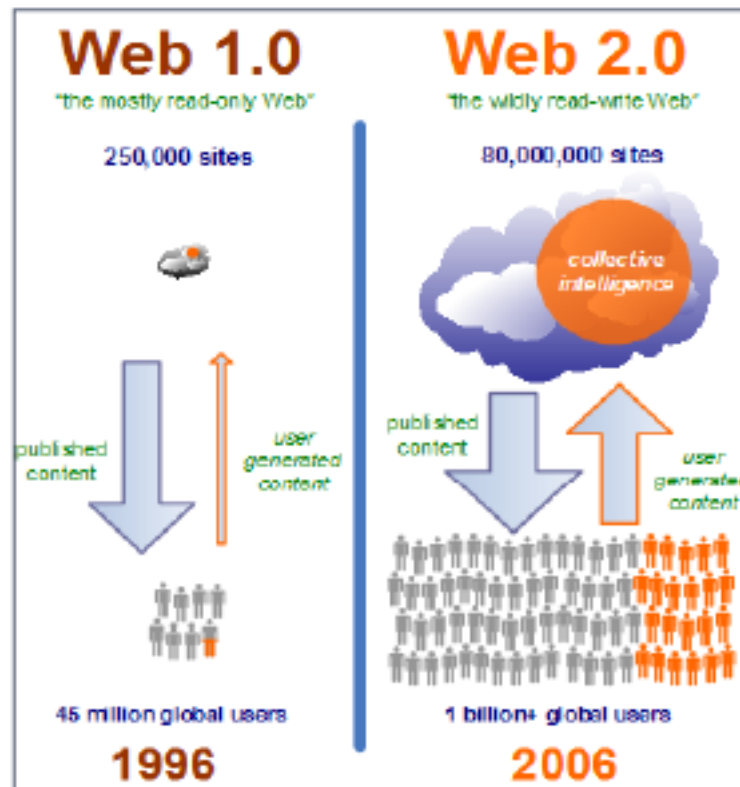 Web 1.0
"the mostly read-only Web"
250,000 sites
published
content
user
generated
content
45 million global users
1996
Web 2.0
"the wildly read-write Web"
80,000,000 sites
collective
intelligence
published
content
user
generated
content
1 billion+ global users
2006